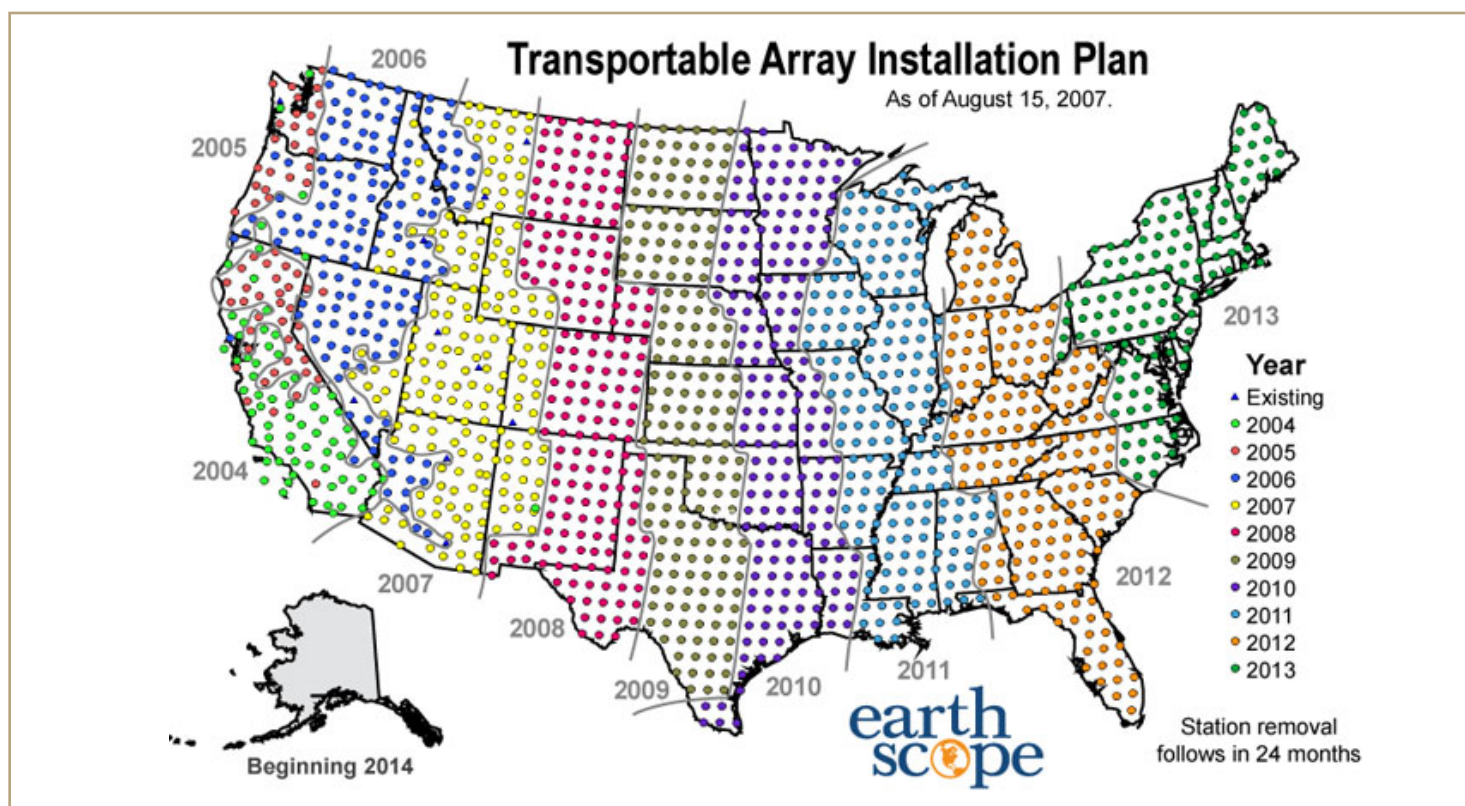 Transportable Array Installation Plan
As of August 15, 2007.
2006
2005
2004
2007
2008
2009
2010
2011
2012
2013
Year
Existing
2004
2005
2006
2007
2008
2009
2010
2011
2012
2013
Beginning 2014
earth
scope
Station removal
follows in 24 months